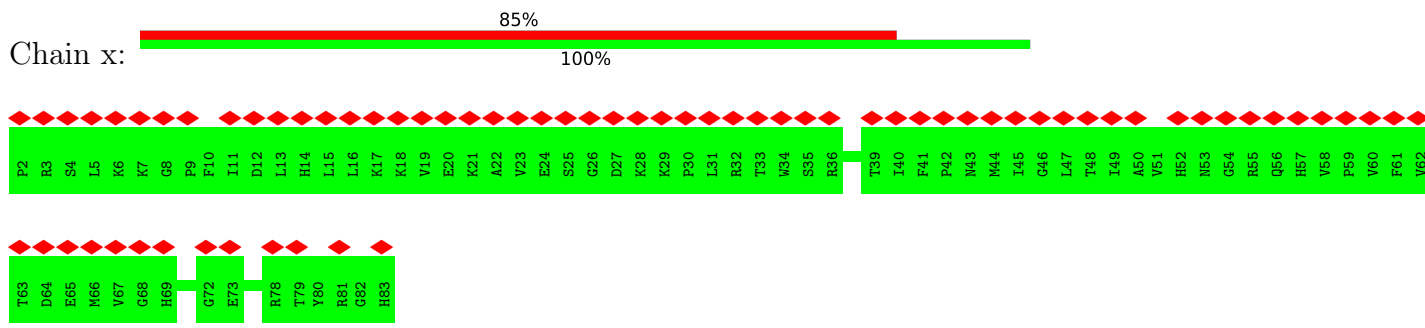 85%
Chain x:
100%
P2 R3 S4 L5 K6 K7 G8 P9 F10 I11 D12 L13 H14 L15 L16 K17 K18 V19 E20 K21 A22 V23 E24 S25 G26 D27 K28 K29 P30 L31 R32 T33 W34 S35 R36 T39 I40 F41 P42 N43 M44 I45 G46 L47 T48 I49 A50 V51 H52 N53 G54 R55 Q56 H57 V58 P59 V60 F61 V62
T63 D64 E65 M66 V67 G68 H69 G72 E73 R78 T79 Y80 R81 G82 H83